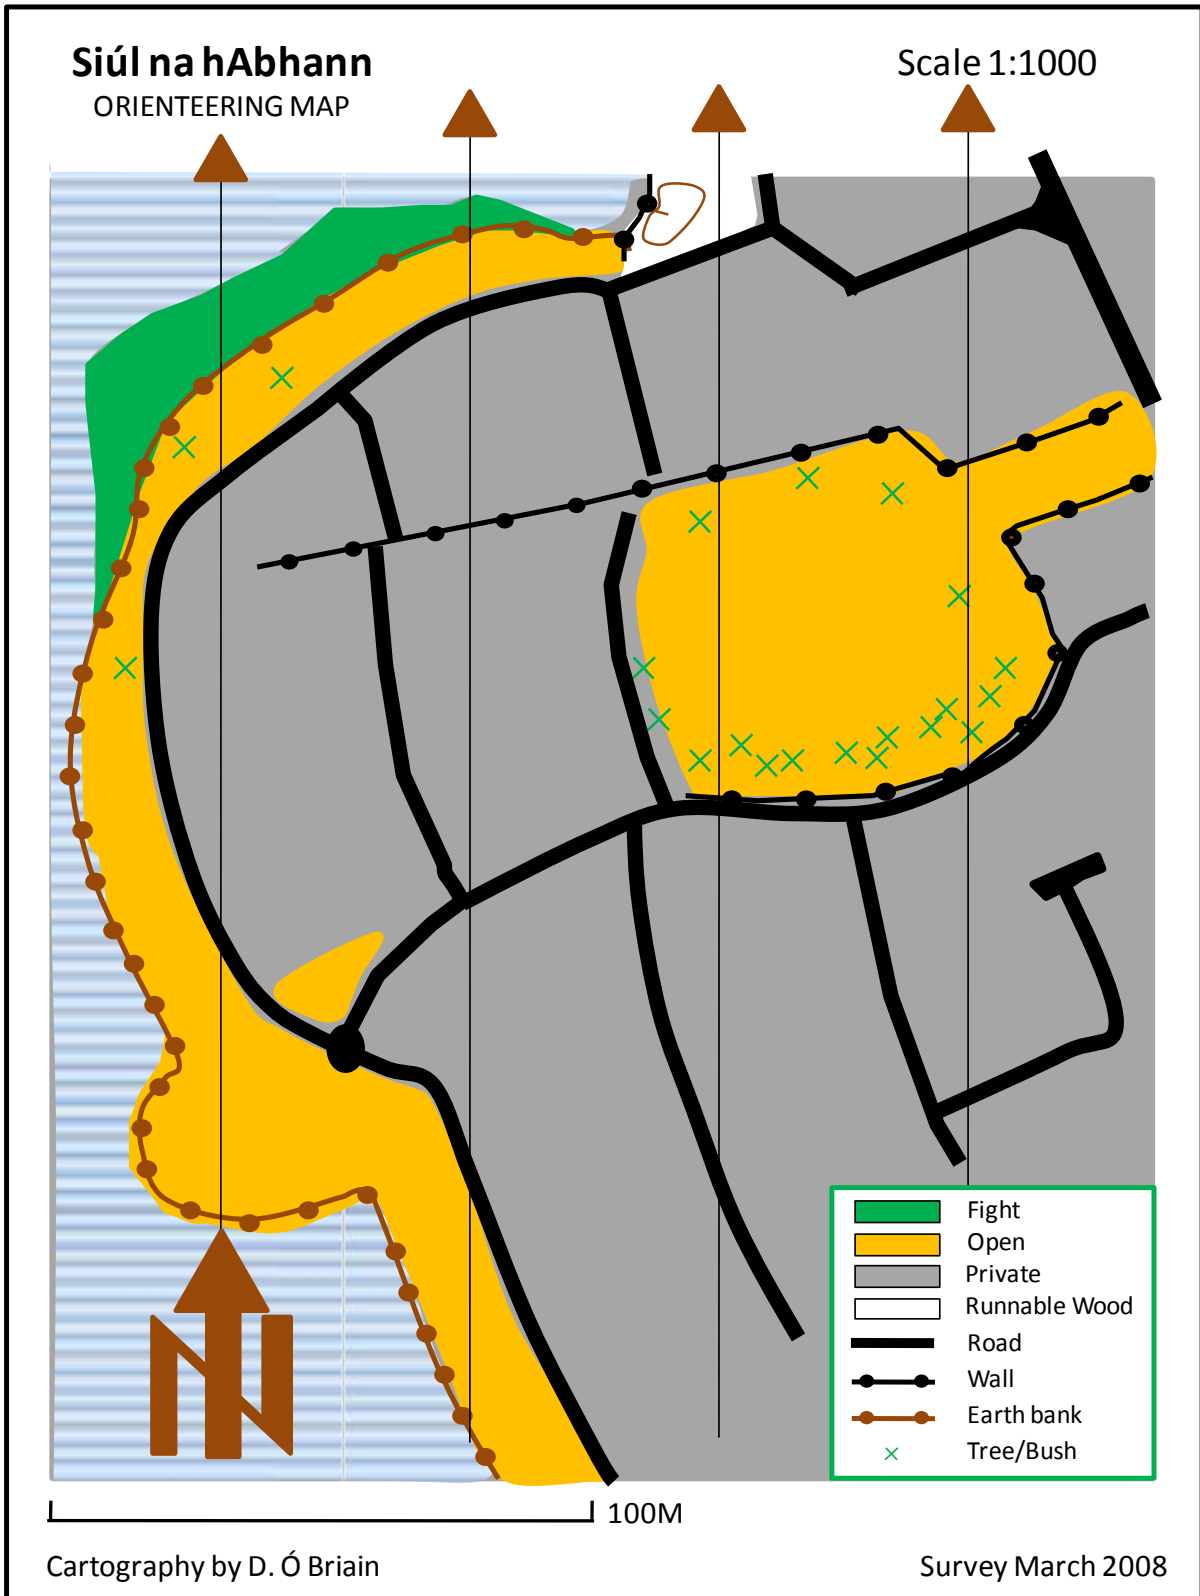 Siúl na hAbhann
ORIENTEERING MAP
Scale 1:1000
N
Fight
Open
Private
Runnable Wood
Road
Wall
Earth bank
Tree/Bush
100M
Cartography by D. Ó Briain
Survey March 2008